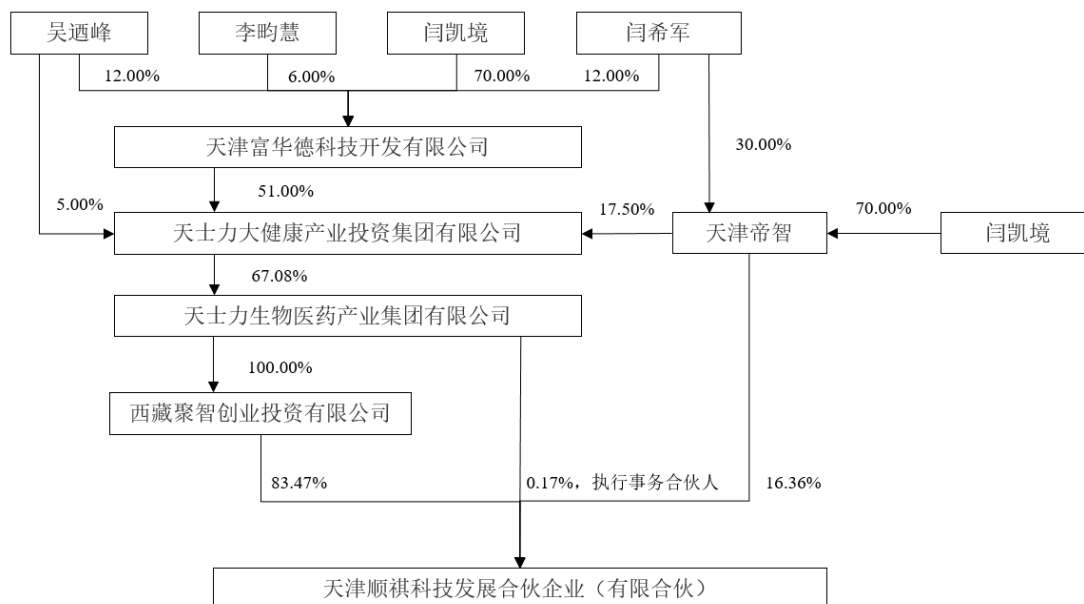 吴迺峰
李畇慧
闫凯境
闫希军
12.00%
6.00%
70.00%
12.00%
天津富华德科技开发有限公司
30.00%
51.00%
5.00%
17.50%
70.00%
天士力大健康产业投资集团有限公司
天津帝智
闫凯境
67.08%
天士力生物医药产业集团有限公司
100.00%
西藏聚智创业投资有限公司
83.47%
0.17%，执行事务合伙人
16.36%
天津顺祺科技发展合伙企业（有限合伙）